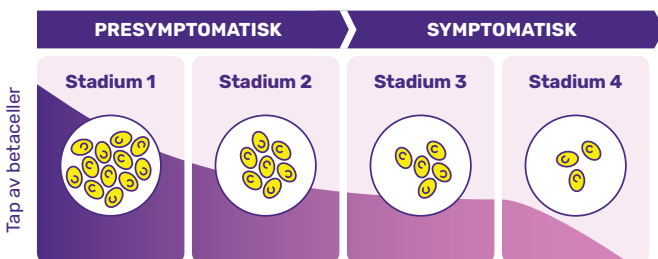 PRESYMPTOMATISK
SYMPTOMATISK
Stadium 1
Stadium 2
Stadium 3
Stadium 4
Tap av betaceller